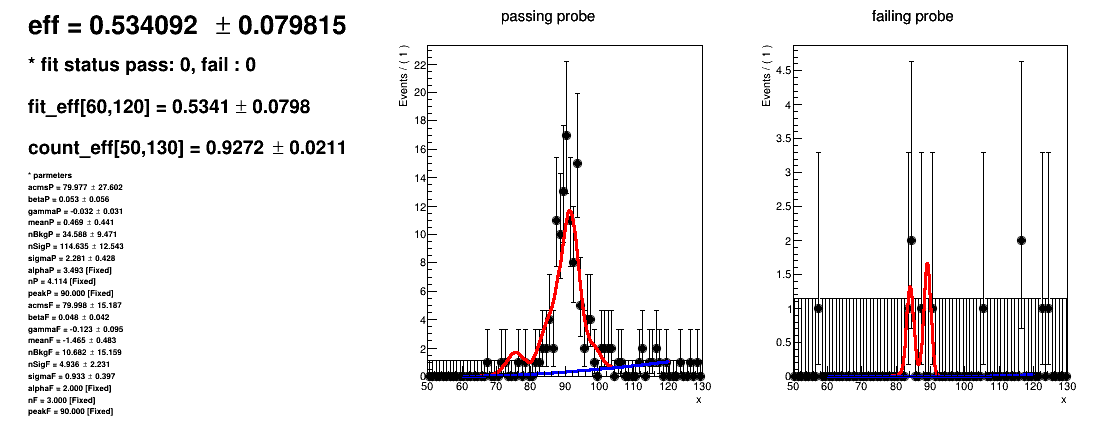 eff = 0.534092 ± 0.079815
* fit status pass: 0, fail : 0
fit_eff[60,120] = 0.5341 ± 0.0798
count_eff[50,130] = 0.9272 ± 0.0211
* parmeters
acmsP = 79.977 ± 27.602
betaP = 0.053 ± 0.056
gammaP = -0.032 ± 0.031
meanP = 0.469 ± 0.441
nBkgP = 34.588 ± 9.471
nSigP = 114.635 ± 12.543
sigmaP = 2.281 ± 0.428
alphaP = 3.493 [Fixed]
nP = 4.114 [Fixed]
peakP = 90.000 [Fixed]
acmsF = 79.998 ± 15.187
betaF = 0.048 ± 0.042
gammaF = -0.123 ± 0.095
meanF = -1.465 ± 0.483
nBkgF = 10.682 ± 15.159
nSigF = 4.936 ± 2.231
sigmaF = 0.933 ± 0.397
alphaF = 2.000 [Fixed]
nF = 3.000 [Fixed]
peakF = 90.000 [Fixed]
passing probe
Events / ( 1 )
22
20
18
16
14
12
10
8
6
4
2
0
50 60 70 80 90 100 110 120 130
x
failing probe
Events / ( 1 )
4.5
4
3.5
3
2.5
2
1.5
1
0.5
0
50 60 70 80 90 100 110 120 130
x